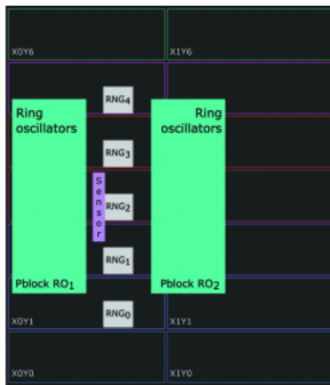 X0Y6
X1Y6
RNG₄
Ring
oscillators
Ring
oscillators
RNG₃
Sensor
RNG₂
RNG₁
Pblock RO₁
Pblock RO₂
RNG₀
X0Y1
X1Y1
X0Y0
X1Y0